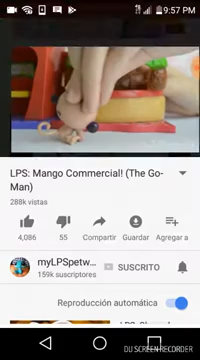 9:57 PM
LPS: Mango Commercial! (The Go-
Man)
288k vistas
4,086
55
Compartir
Guardar
Agregar a
myLPSpetw...
159k suscriptores
SUSCRITO
Reproducción automática
DU SCREEN RECORDER